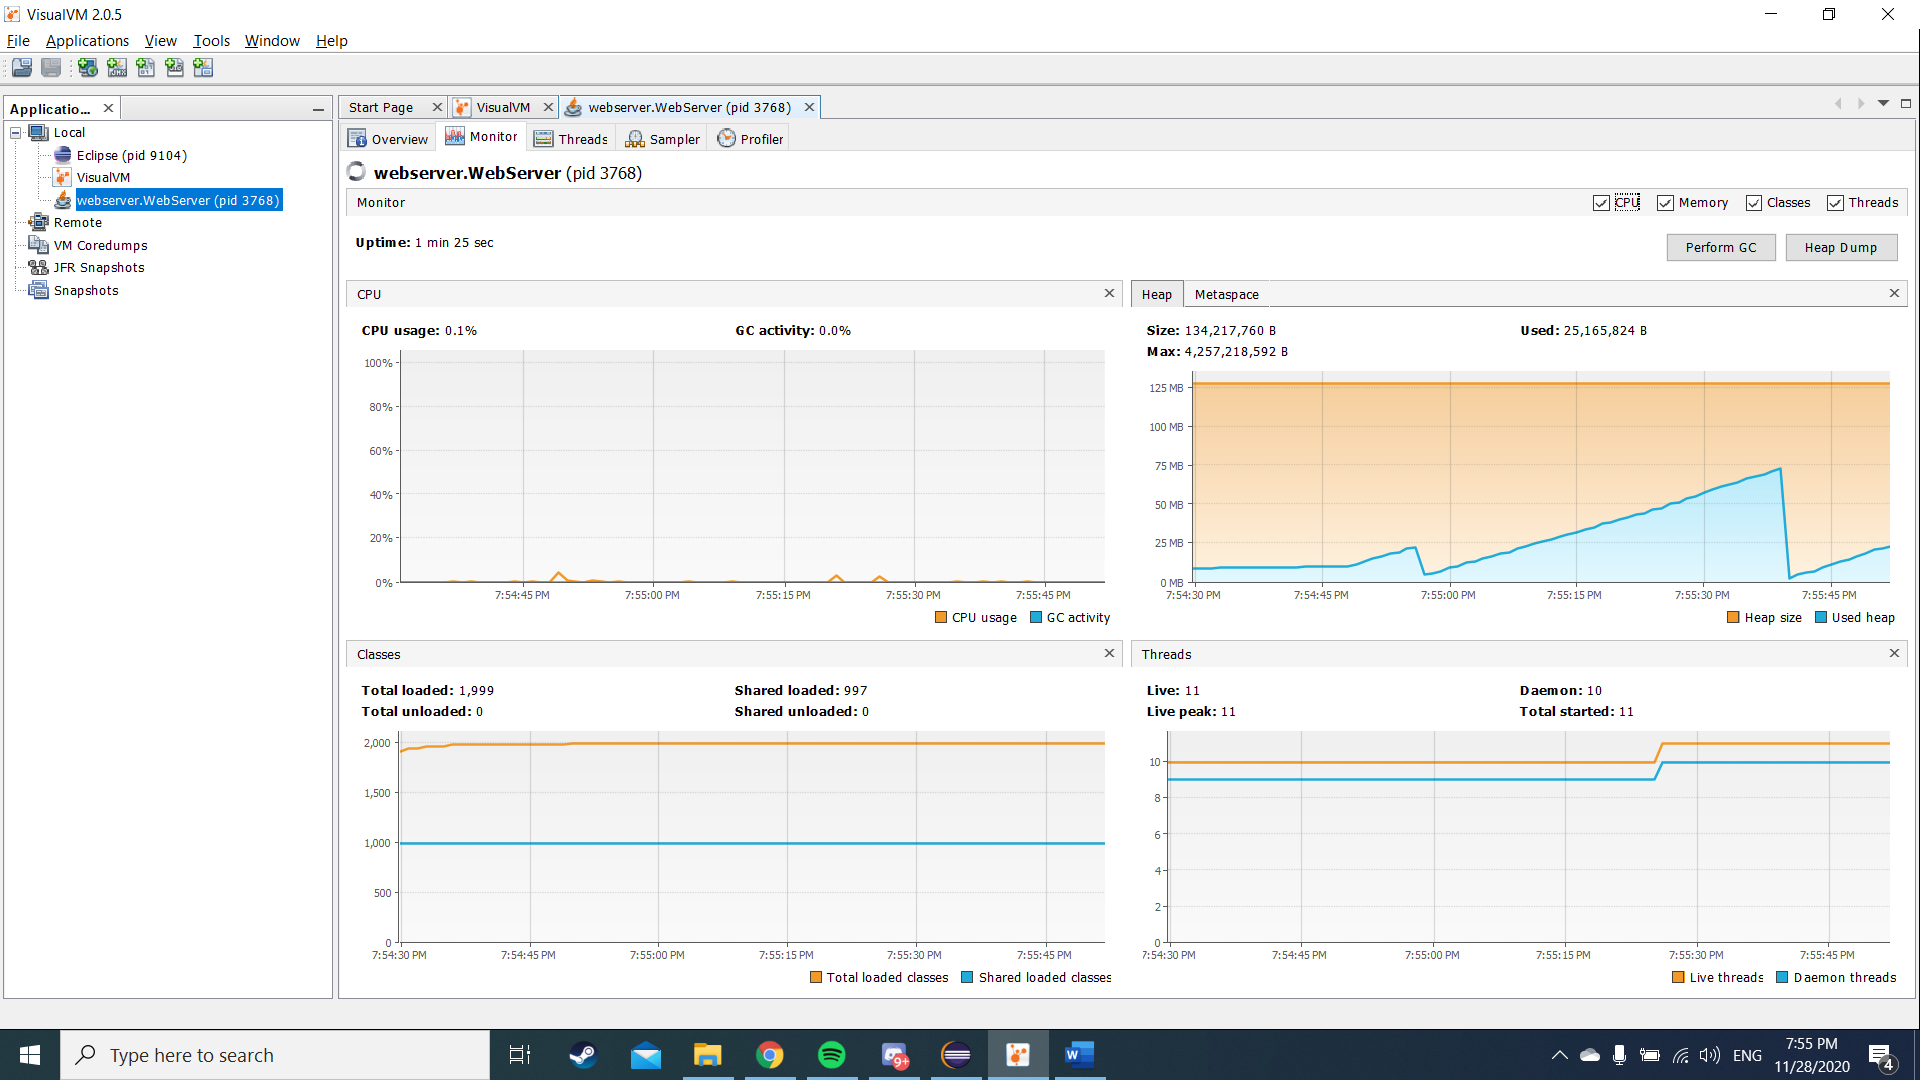 VisualVM 2.0.5
File Applications View Tools Window Help
Applicatio...
Local
Eclipse (pid 9104)
VisualVM
webserver.WebServer (pid 3768)
Remote
VM Coredumps
JFR Snapshots
Snapshots
Start Page VisualVM webserver.WebServer (pid 3768)
Overview Monitor Threads Sampler Profiler
webserver.WebServer (pid 3768)
Monitor CPU Memory Classes Threads
Uptime: 1 min 25 sec
Perform GC Heap Dump
CPU
CPU usage: 0.1% GC activity: 0.0%
100%
80%
60%
40%
20%
0%
7:54:45 PM 7:55:00 PM 7:55:15 PM 7:55:30 PM 7:55:45 PM
CPU usage GC activity
Heap Metaspace
Size: 134,217,760 B Used: 25,165,824 B
Max: 4,257,218,592 B
125 MB
100 MB
75 MB
50 MB
25 MB
0 MB
7:54:30 PM 7:54:45 PM 7:55:00 PM 7:55:15 PM 7:55:30 PM 7:55:45 PM
Heap size Used heap
Classes
Total loaded: 1,999 Shared loaded: 997
Total unloaded: 0 Shared unloaded: 0
2,000
1,500
1,000
500
0
7:54:30 PM 7:54:45 PM 7:55:00 PM 7:55:15 PM 7:55:30 PM 7:55:45 PM
Total loaded classes Shared loaded classes
Threads
Live: 11 Daemon: 10
Live peak: 11 Total started: 11
10
8
6
4
2
0
7:54:30 PM 7:54:45 PM 7:55:00 PM 7:55:15 PM 7:55:30 PM 7:55:45 PM
Live threads Daemon threads
Type here to search
9+
W
ENG
7:55 PM
11/28/2020
4